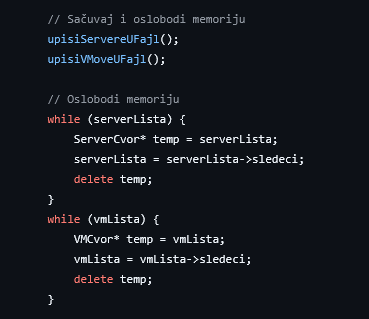 // Sačuvaj i oslobodi memoriju
upisiServereUFajl();
upisiVMoveUFajl();
// Oslobodi memoriju
while (serverLista) {
ServerCvor* temp = serverLista;
serverLista = serverLista->sledeci;
delete temp;
}
while (vmLista) {
VMCvor* temp = vmLista;
vmLista = vmLista->sledeci;
delete temp;
}